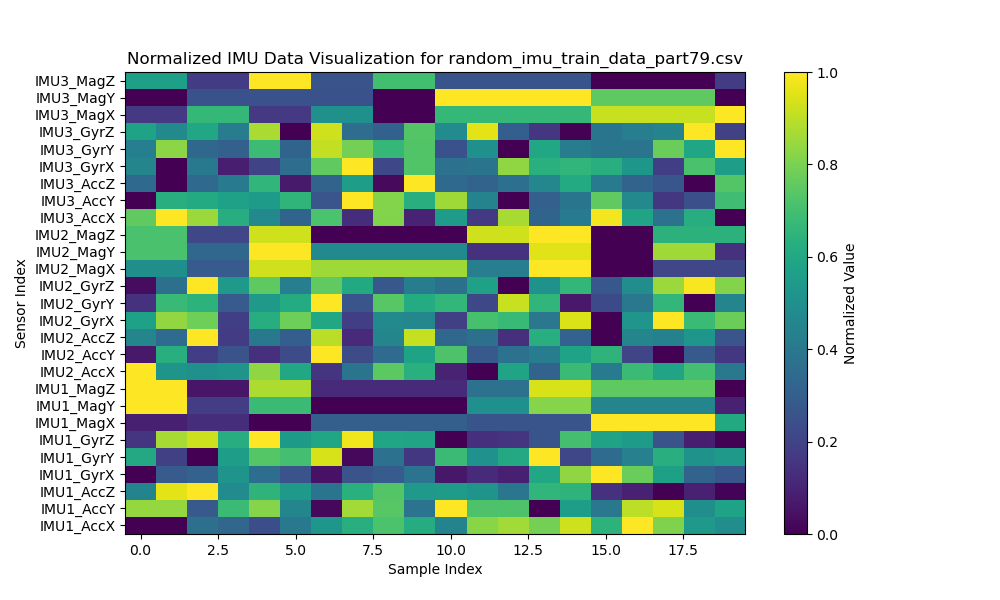 Normalized IMU Data Visualization for random_imu_train_data_part79.csv
IMU3_MagZ
IMU3_MagY
IMU3_MagX
IMU3_GyrZ
IMU3_GyrY
IMU3_GyrX
IMU3_AccZ
IMU3_AccY
IMU3_AccX
IMU2_MagZ
IMU2_MagY
IMU2_MagX
IMU2_GyrZ
IMU2_GyrY
IMU2_GyrX
IMU2_AccZ
IMU2_AccY
IMU2_AccX
IMU1_MagZ
IMU1_MagY
IMU1_MagX
IMU1_GyrZ
IMU1_GyrY
IMU1_GyrX
IMU1_AccZ
IMU1_AccY
IMU1_AccX
Sensor Index
0.0 2.5 5.0 7.5 10.0 12.5 15.0 17.5
Sample Index
1.0
0.8
0.6
0.4
0.2
0.0
Normalized Value